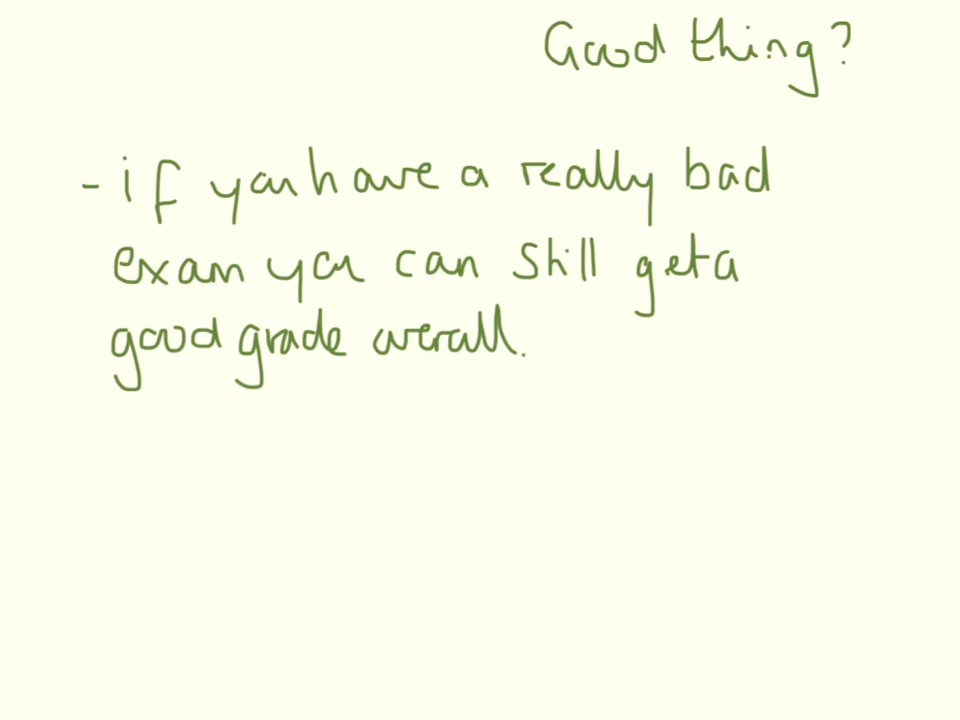 Good thing?
- if you have a really bad
exam you can still get a
good grade overall.